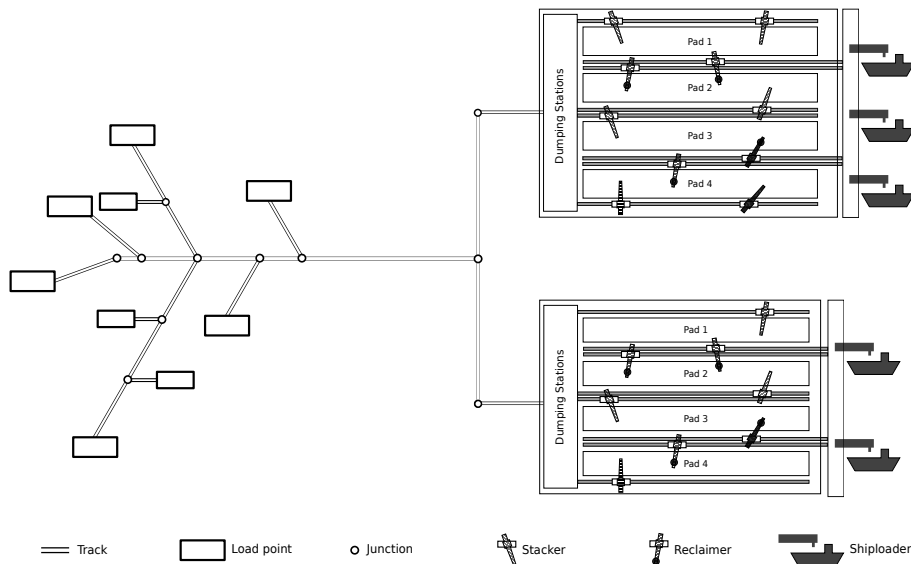 Dumping Stations
Pad 1
Pad 2
Pad 3
Pad 4
Dumping Stations
Pad 1
Pad 2
Pad 3
Pad 4
Track
Load point
Junction
Stacker
Reclaimer
Shiploader